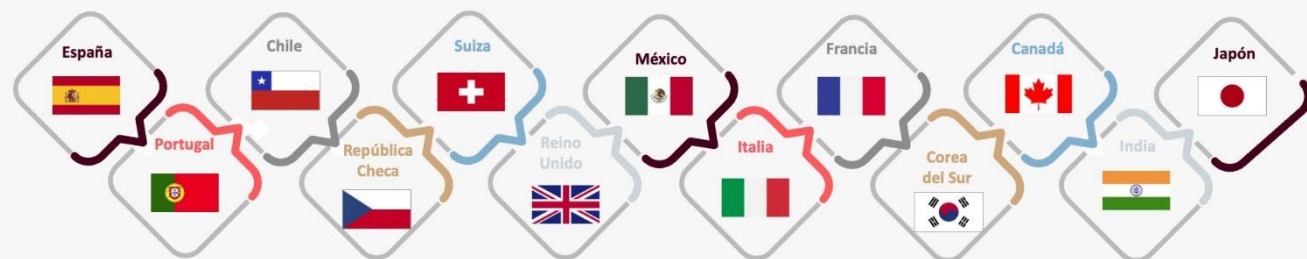 España
Portugal
Chile
República
Checa
Suiza
Reino
Unido
México
Italia
Francia
Corea
del Sur
Canadá
India
Japón